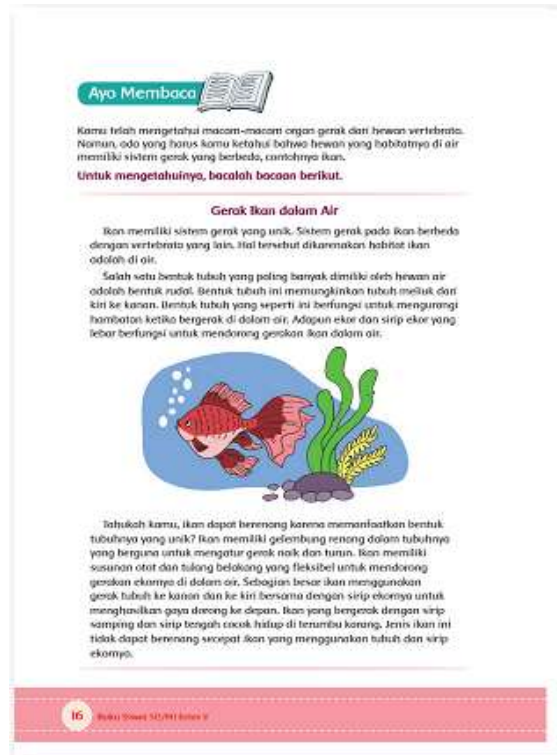 Ayo Membaca
Kamu telah mengetahui macam-macam organ gerak dari hewan vertebrata.
Namun, ada yang harus kamu ketahui bahwa hewan yang habitatnya di air
memiliki sistem gerak yang berbeda, contohnya ikan.
Untuk mengetahuinya, bacalah bacaan berikut.
Gerak Ikan dalam Air
Ikan memiliki sistem gerak yang unik. Sistem gerak pada ikan berbeda
dengan vertebrata yang lain. Hal tersebut dikarenakan habitat ikan
adalah di air.
Salah satu bentuk tubuh yang paling banyak dimiliki oleh hewan air
adalah bentuk rudal. Bentuk tubuh ini memungkinkan tubuh meliuk dari
kiri ke kanan. Bentuk tubuh yang seperti ini berfungsi untuk mengurangi
hambatan ketika bergerak di dalam air. Adapun ekor dan sirip ekor yang
lebar berfungsi untuk mendorong gerakan ikan dalam air.
Tahukah kamu, ikan dapat berenang karena memanfaatkan bentuk
tubuhnya yang unik? Ikan memiliki gelembung renang dalam tubuhnya
yang berguna untuk mengatur gerak naik dan turun. Ikan memiliki
susunan otot dan tulang belakang yang fleksibel untuk mendorong
gerakan ekornya di dalam air. Sebagian besar ikan menggunakan
gerak tubuh ke kanan dan ke kiri bersama dengan sirip ekornya untuk
menghasilkan gaya dorong ke depan. Ikan yang bergerak dengan sirip
samping dan sirip tengah cocok hidup di terumbu karang. Jenis ikan ini
tidak dapat berenang secepat ikan yang menggunakan tubuh dan sirip
ekornya.
16 Buku Siswa SD/MI Kelas V